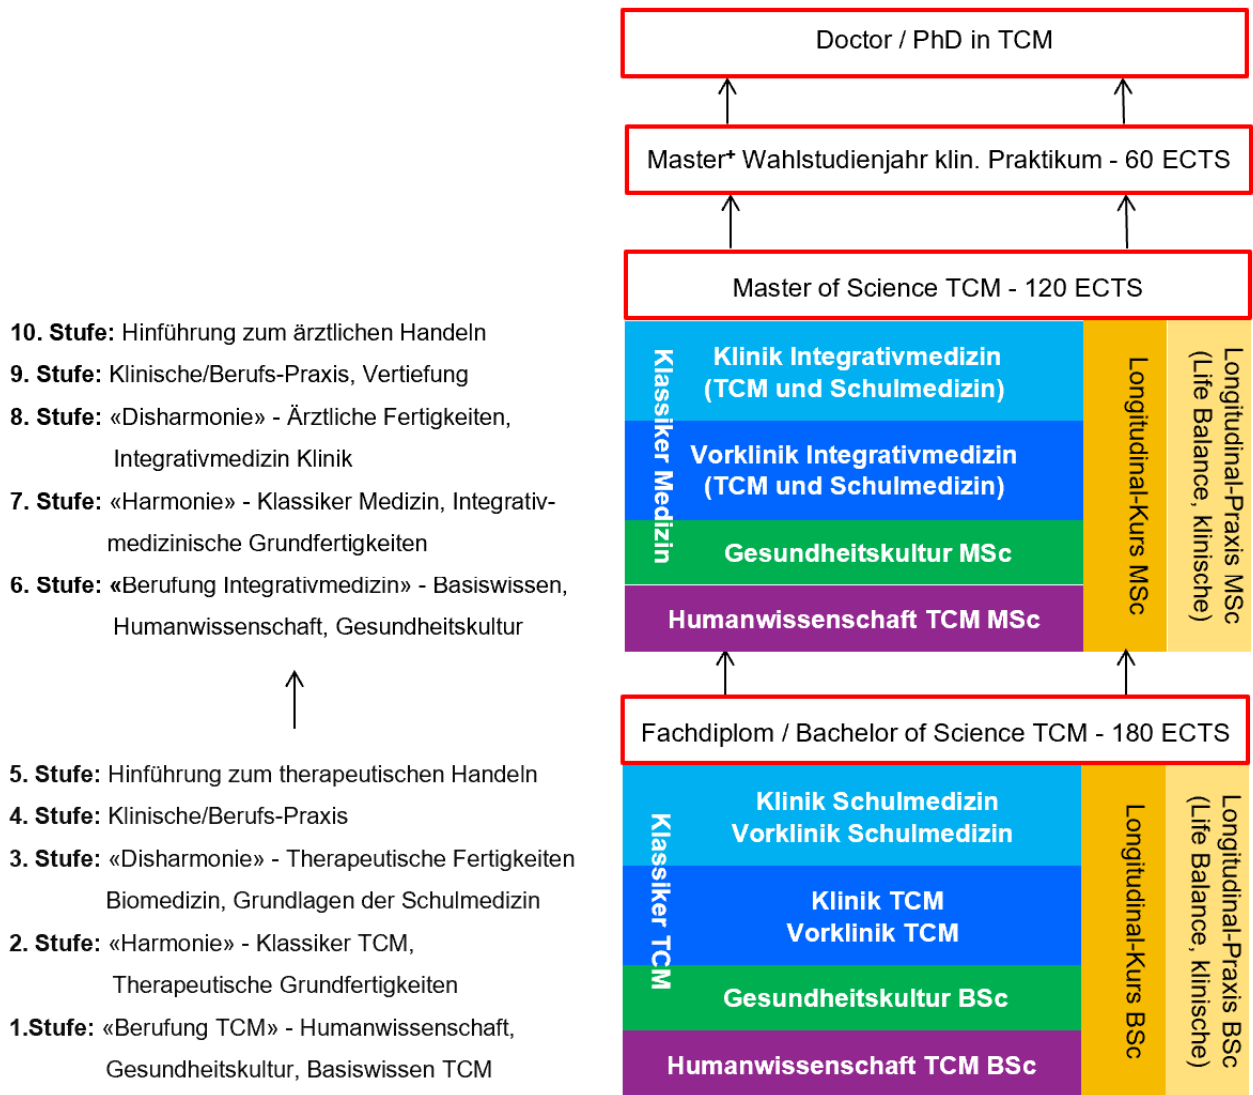 Doctor / PhD in TCM
Master⁺ Wahlstudienjahr klin. Praktikum - 60 ECTS
Master of Science TCM - 120 ECTS
10. Stufe: Hinführung zum ärztlichen Handeln
9. Stufe: Klinische/Berufs-Praxis, Vertiefung
8. Stufe: «Disharmonie» - Ärztliche Fertigkeiten,
Integrativmedizin Klinik
7. Stufe: «Harmonie» - Klassiker Medizin, Integrativ-
medizinische Grundfertigkeiten
6. Stufe: «Berufung Integrativmedizin» - Basiswissen,
Humanwissenschaft, Gesundheitskultur
Klassiker Medizin
Klinik Integrativmedizin
(TCM und Schulmedizin)
Vorklinik Integrativmedizin
(TCM und Schulmedizin)
Gesundheitskultur MSc
Humanwissenschaft TCM MSc
Longitudinal-Kurs MSc
Longitudinal-Praxis MSc
(Life Balance, klinische)
Fachdiplom / Bachelor of Science TCM - 180 ECTS
5. Stufe: Hinführung zum therapeutischen Handeln
4. Stufe: Klinische/Berufs-Praxis
3. Stufe: «Disharmonie» - Therapeutische Fertigkeiten
Biomedizin, Grundlagen der Schulmedizin
2. Stufe: «Harmonie» - Klassiker TCM,
Therapeutische Grundfertigkeiten
1.Stufe: «Berufung TCM» - Humanwissenschaft,
Gesundheitskultur, Basiswissen TCM
Klassiker TCM
Klinik Schulmedizin
Vorklinik Schulmedizin
Klinik TCM
Vorklinik TCM
Gesundheitskultur BSc
Humanwissenschaft TCM BSc
Longitudinal-Kurs BSc
Longitudinal-Praxis BSc
(Life Balance, klinische)